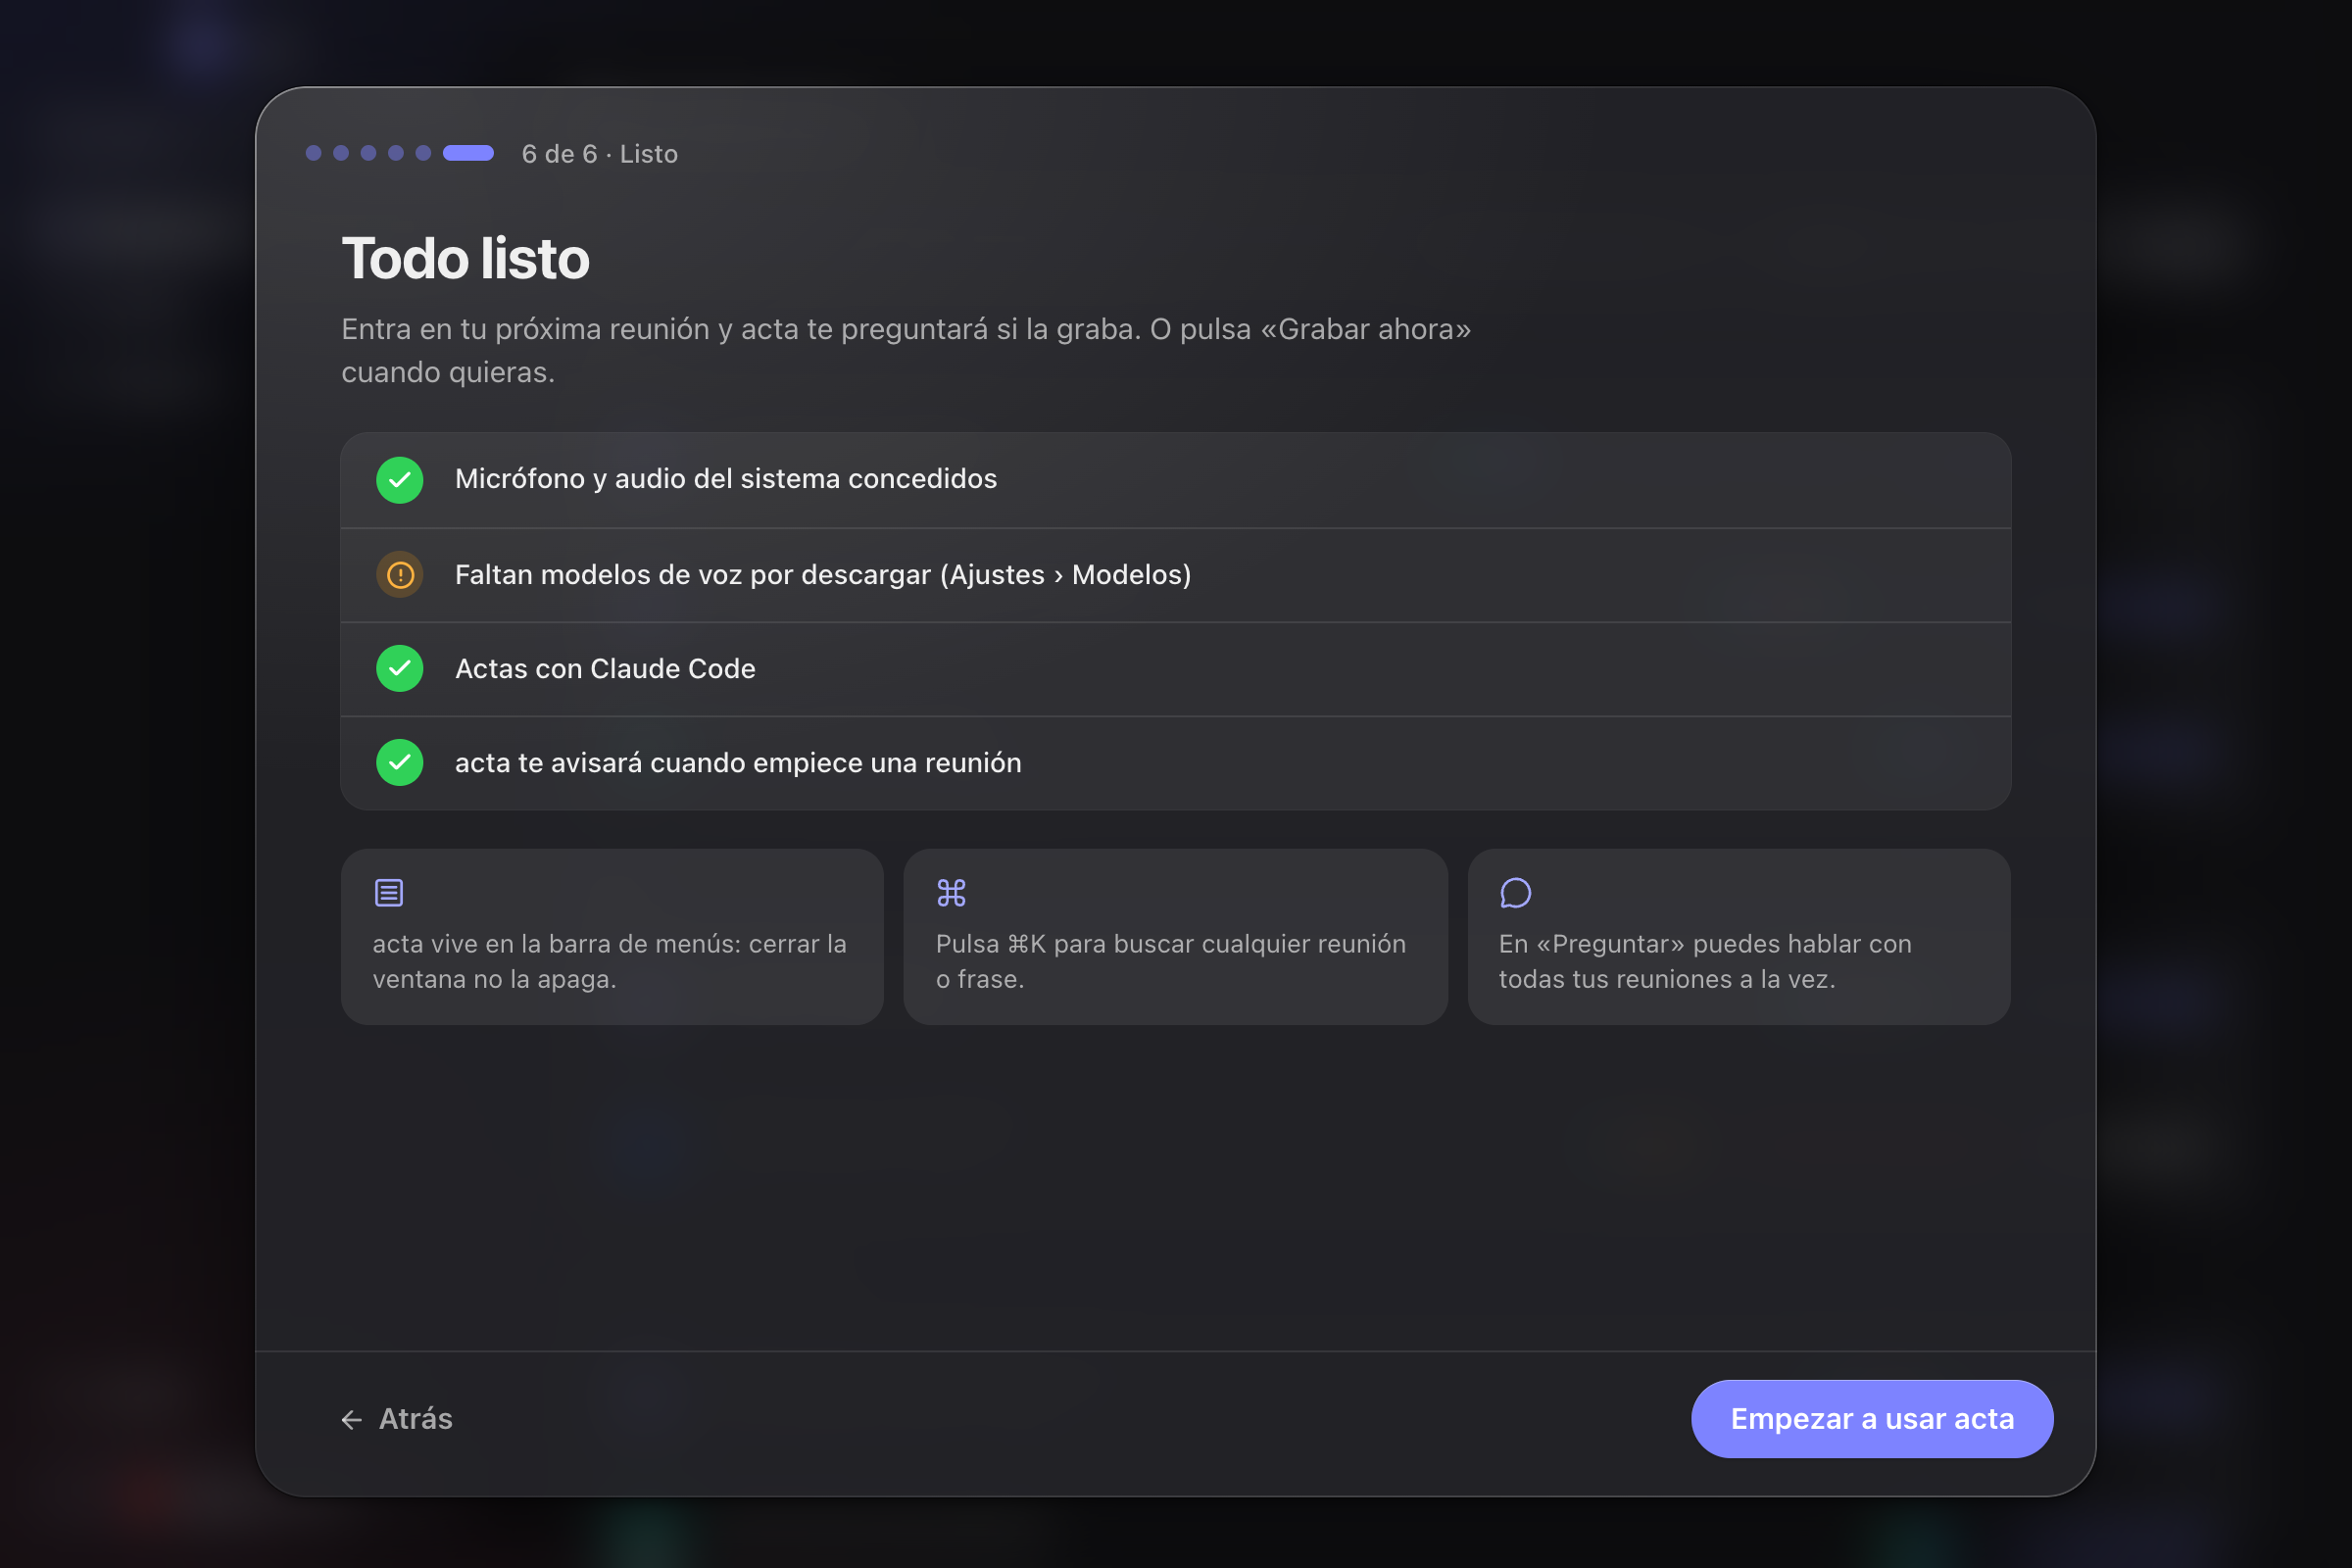 6 de 6 · Listo
Todo listo
Entra en tu próxima reunión y acta te preguntará si la graba. O pulsa «Grabar ahora»
cuando quieras.
Micrófono y audio del sistema concedidos
Faltan modelos de voz por descargar (Ajustes › Modelos)
Actas con Claude Code
acta te avisará cuando empiece una reunión
acta vive en la barra de menús: cerrar la
ventana no la apaga.
Pulsa ⌘K para buscar cualquier reunión
o frase.
En «Preguntar» puedes hablar con
todas tus reuniones a la vez.
Atrás
Empezar a usar acta